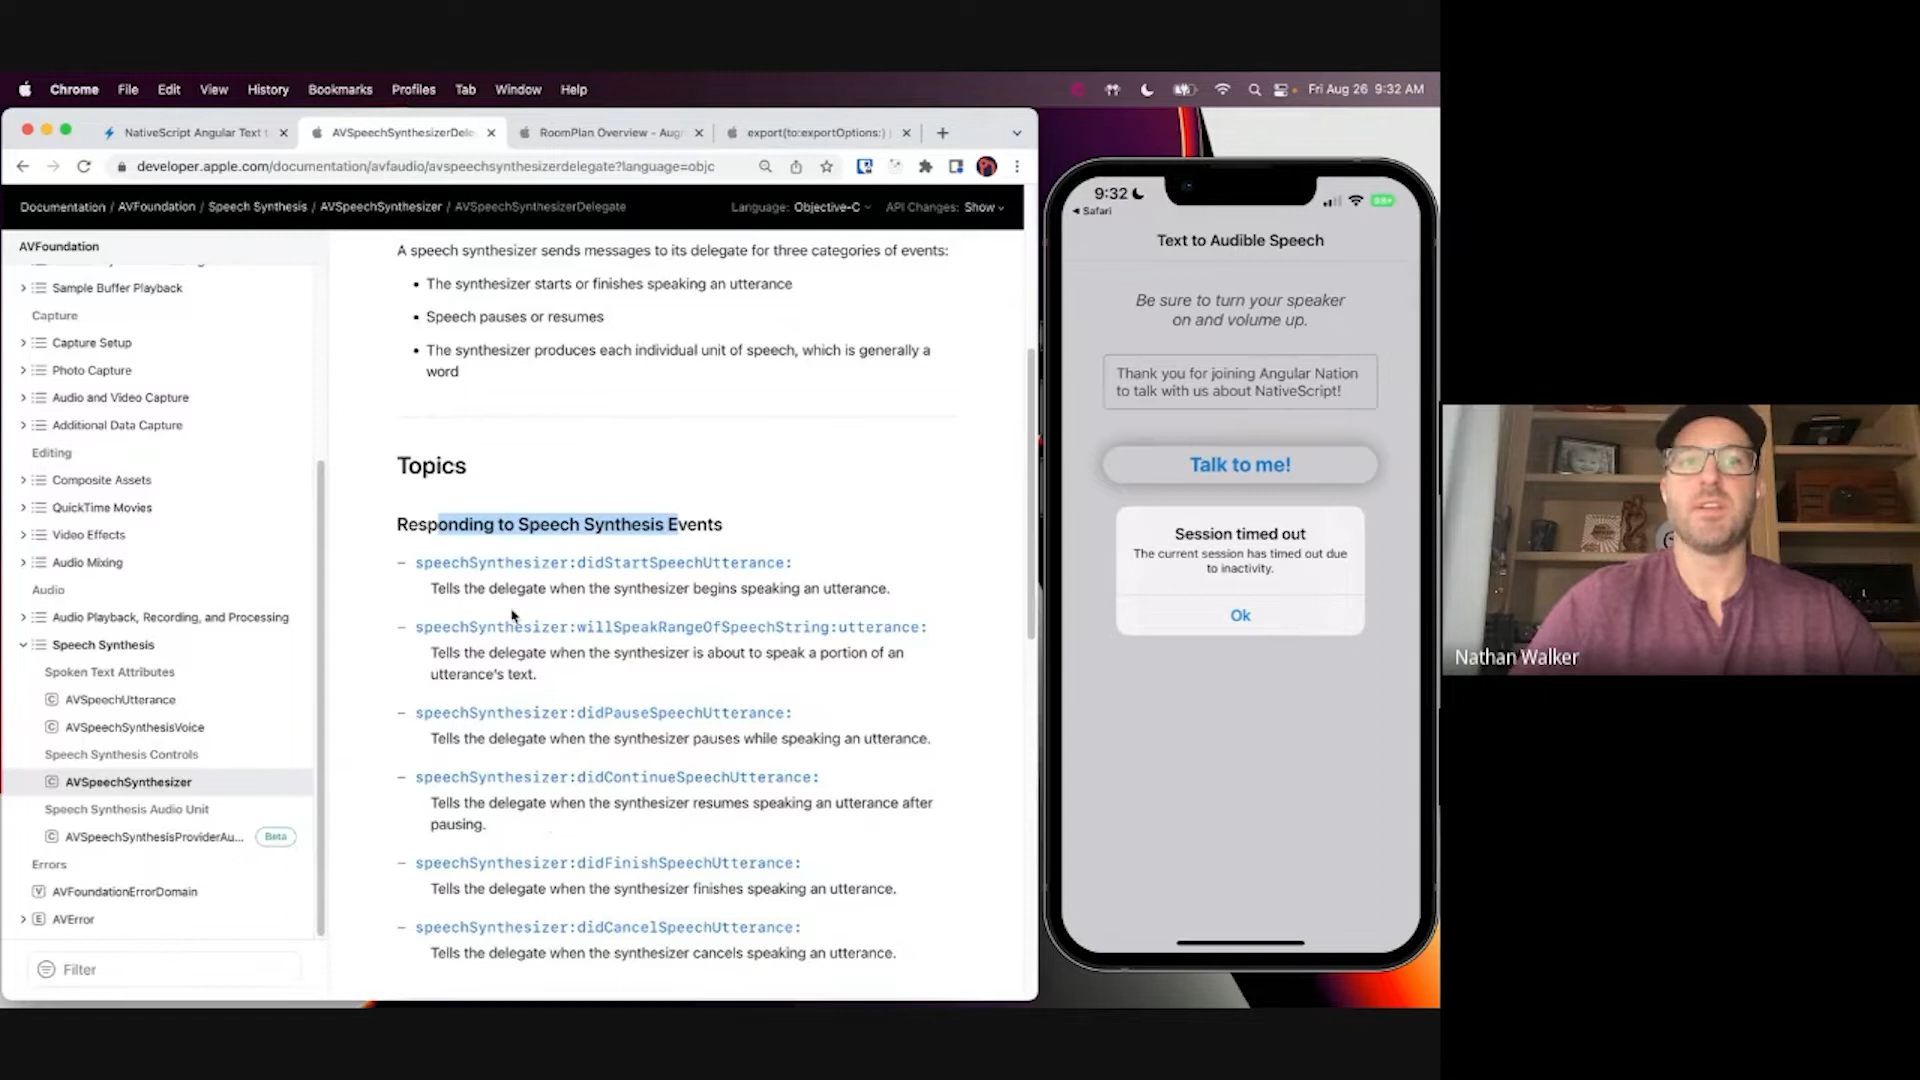 Chrome File Edit View History Bookmarks Profiles Tab Window Help
Fri Aug 26 9:32 AM
NativeScript Angular Text t
AVSpeechSynthesizerDele
RoomPlan Overview - Aug
export(to:exportOptions:)
developer.apple.com/documentation/avfaudio/avspeechsynthesizerdelegate?language=objc
Documentation / AVFoundation / Speech Synthesis / AVSpeechSynthesizer / AVSpeechSynthesizerDelegate
Language: Objective-C
API Changes: Show
AVFoundation
Sample Buffer Playback
Capture
Capture Setup
Photo Capture
Audio and Video Capture
Additional Data Capture
Editing
Composite Assets
QuickTime Movies
Video Effects
Audio Mixing
Audio
Audio Playback, Recording, and Processing
Speech Synthesis
Spoken Text Attributes
AVSpeechUtterance
AVSpeechSynthesisVoice
Speech Synthesis Controls
AVSpeechSynthesizer
Speech Synthesis Audio Unit
AVSpeechSynthesisProviderAu... Beta
Errors
AVFoundationErrorDomain
AVError
Filter
A speech synthesizer sends messages to its delegate for three categories of events:
• The synthesizer starts or finishes speaking an utterance
• Speech pauses or resumes
• The synthesizer produces each individual unit of speech, which is generally a
word
Topics
Responding to Speech Synthesis Events
– speechSynthesizer:didStartSpeechUtterance:
Tells the delegate when the synthesizer begins speaking an utterance.
– speechSynthesizer:willSpeakRangeOfSpeechString:utterance:
Tells the delegate when the synthesizer is about to speak a portion of an
utterance's text.
– speechSynthesizer:didPauseSpeechUtterance:
Tells the delegate when the synthesizer pauses while speaking an utterance.
– speechSynthesizer:didContinueSpeechUtterance:
Tells the delegate when the synthesizer resumes speaking an utterance after
pausing.
– speechSynthesizer:didFinishSpeechUtterance:
Tells the delegate when the synthesizer finishes speaking an utterance.
– speechSynthesizer:didCancelSpeechUtterance:
Tells the delegate when the synthesizer cancels speaking an utterance.
9:32
Safari
Text to Audible Speech
Be sure to turn your speaker
on and volume up.
Thank you for joining Angular Nation
to talk with us about NativeScript!
Talk to me!
Session timed out
The current session has timed out due
to inactivity.
Ok
Nathan Walker